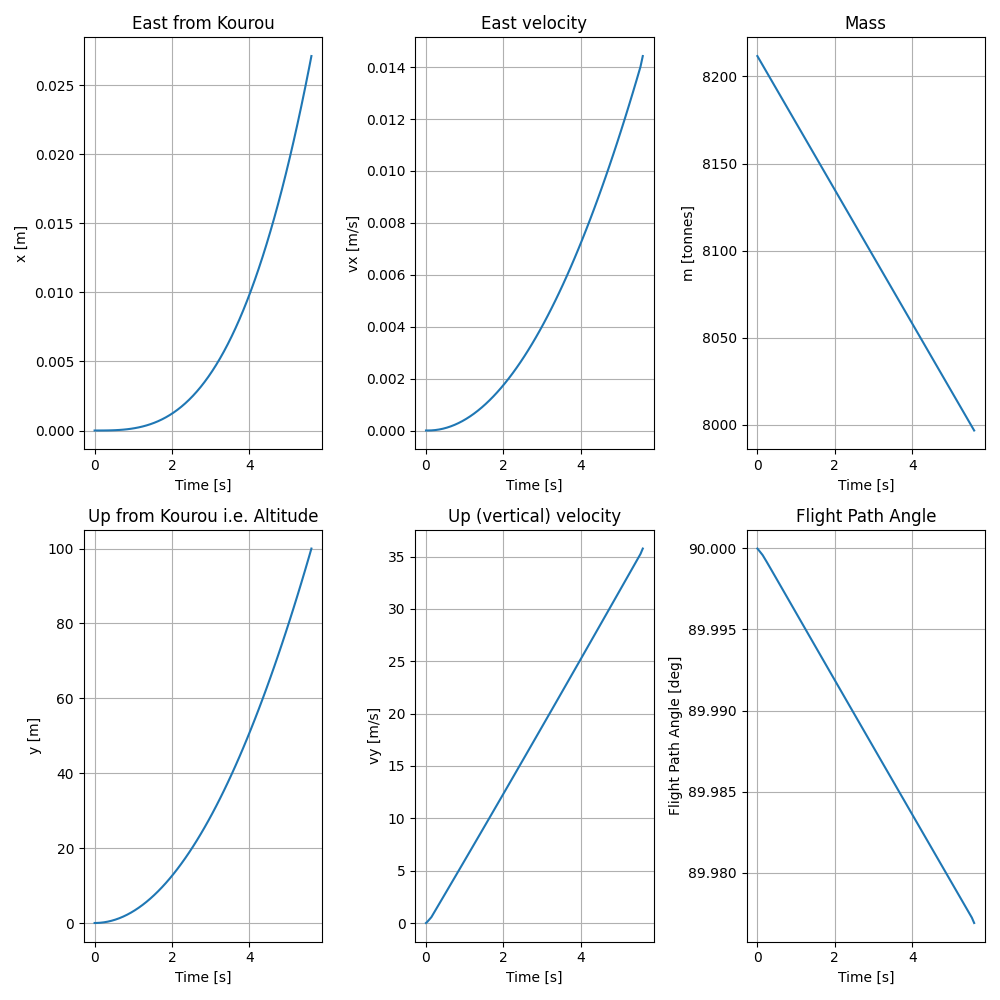 East from Kourou
x [m]
0.025
0.020
0.015
0.010
0.005
0.000
0 2 4
Time [s]
East velocity
vx [m/s]
0.014
0.012
0.010
0.008
0.006
0.004
0.002
0.000
0 2 4
Time [s]
Mass
m [tonnes]
8200
8150
8100
8050
8000
0 2 4
Time [s]
Up from Kourou i.e. Altitude
y [m]
100
80
60
40
20
0
0 2 4
Time [s]
Up (vertical) velocity
vy [m/s]
35
30
25
20
15
10
5
0
0 2 4
Time [s]
Flight Path Angle
Flight Path Angle [deg]
90.000
89.995
89.990
89.985
89.980
0 2 4
Time [s]